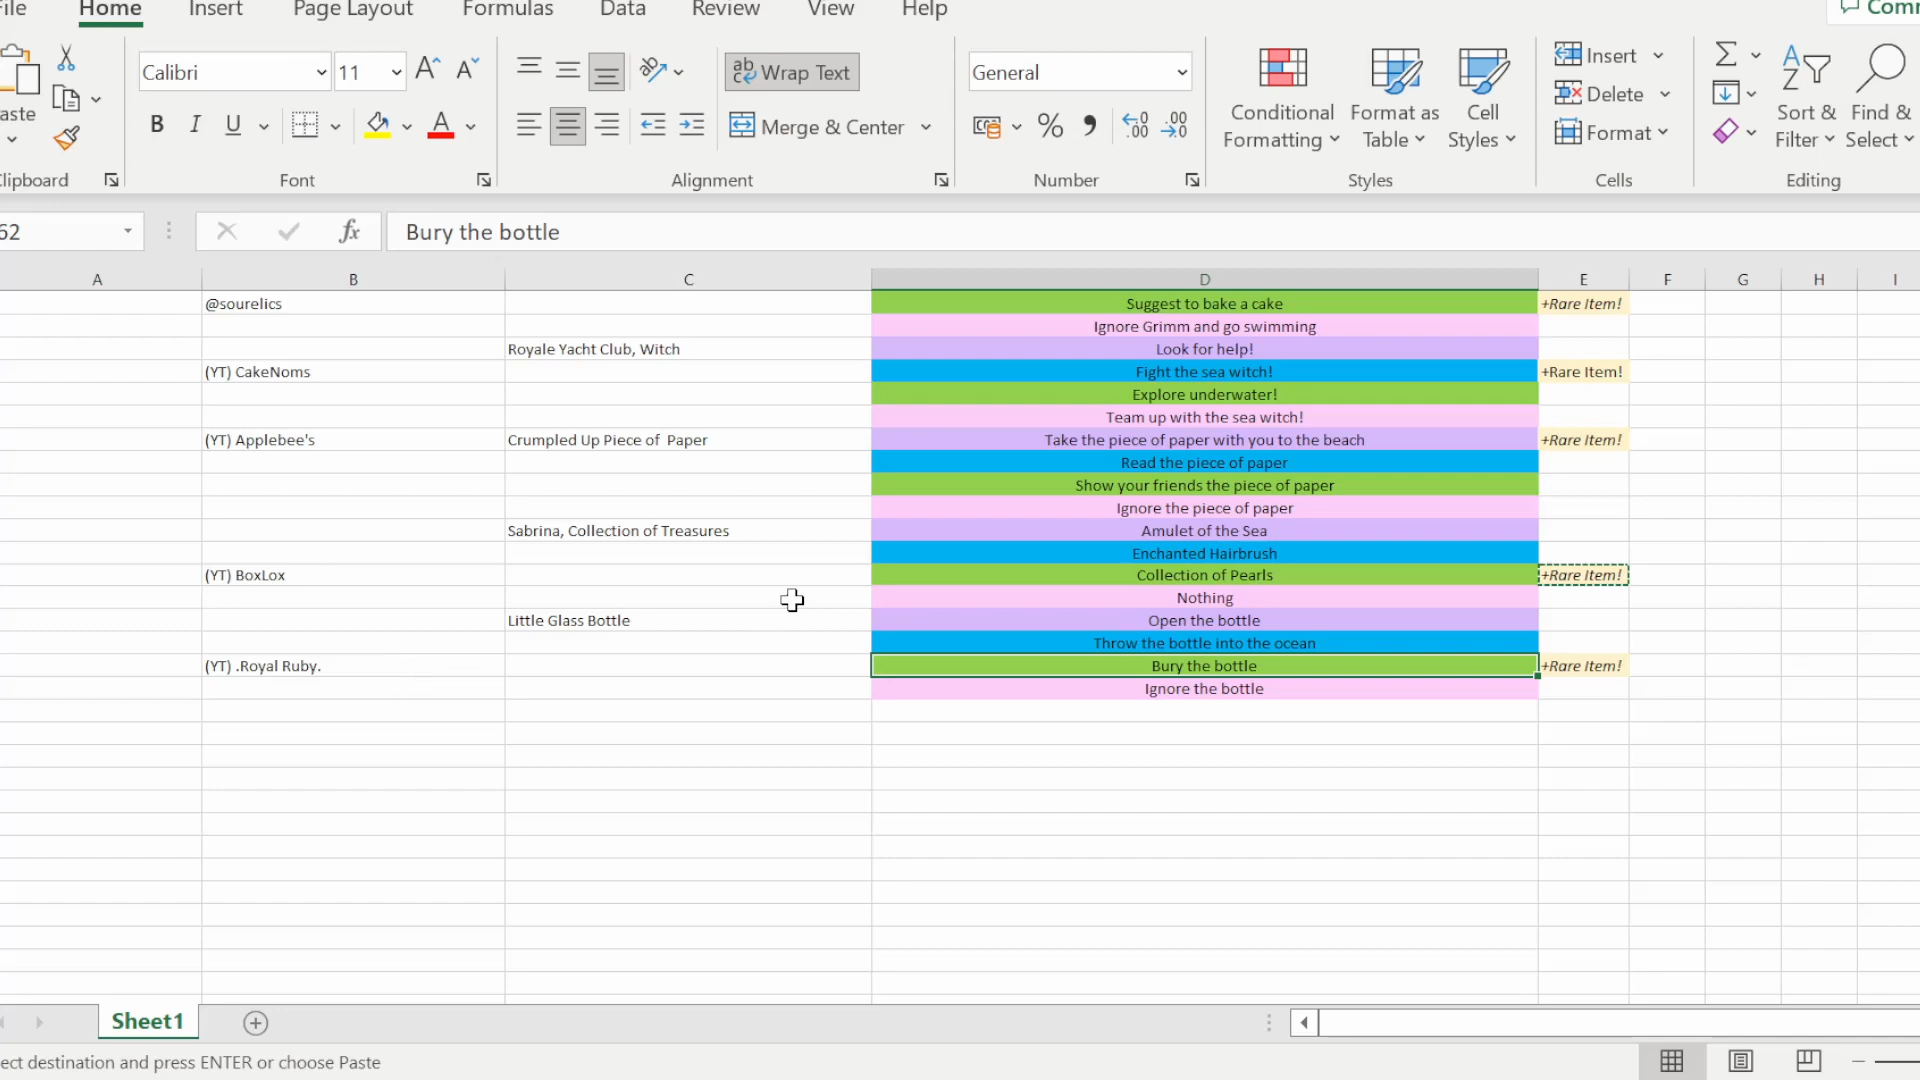 File Home Insert Page Layout Formulas Data Review View Help
Calibri 11 Wrap Text General Insert
Delete
Conditional Format as Cell Sort & Find &
B I U Merge & Center % Formatting Table Styles Format Filter Select
Clipboard Font Alignment Number Styles Cells Editing
62 fx Bury the bottle
A B C D E F G H I
@sourelics Suggest to bake a cake +Rare Item!
Ignore Grimm and go swimming
Royale Yacht Club, Witch Look for help!
(YT) CakeNoms Fight the sea witch! +Rare Item!
Explore underwater!
Team up with the sea witch!
(YT) Applebee's Crumpled Up Piece of  Paper Take the piece of paper with you to the beach +Rare Item!
Read the piece of paper
Show your friends the piece of paper
Ignore the piece of paper
Sabrina, Collection of Treasures Amulet of the Sea
Enchanted Hairbrush
(YT) BoxLox Collection of Pearls +Rare Item!
Nothing
Little Glass Bottle Open the bottle
Throw the bottle into the ocean
(YT) .Royal Ruby. Bury the bottle +Rare Item!
Ignore the bottle
Sheet1
ect destination and press ENTER or choose Paste